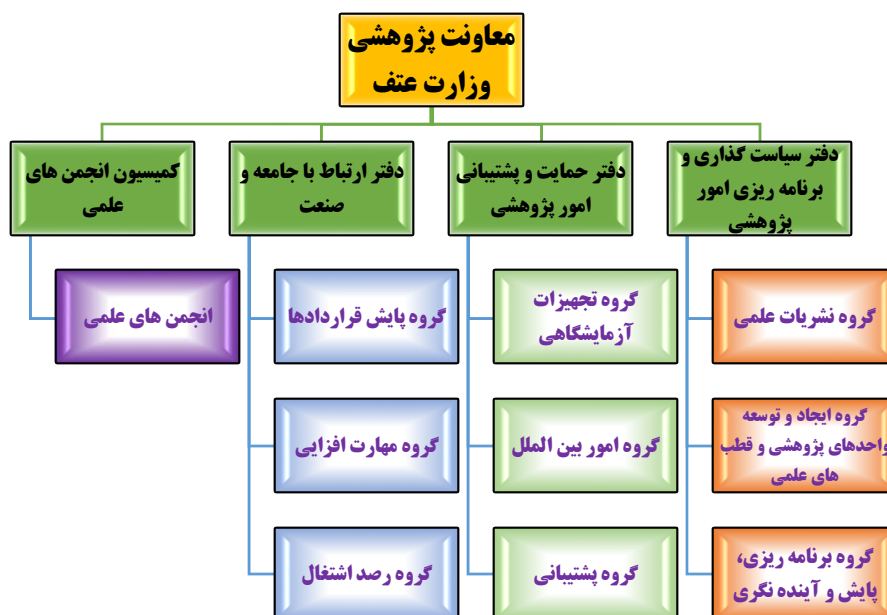 معاونت پژوهشی
وزارت عتف
دفتر سیاست گذاری و
برنامه ریزی امور
پژوهشی
دفتر حمایت و پشتیبانی
امور پژوهشی
دفتر ارتباط با جامعه و
صنعت
کمیسیون انجمن های
علمی
گروه نشریات علمی
گروه تجهیزات
آزمایشگاهی
گروه پایش قراردادها
انجمن های علمی
گروه ایجاد و توسعه
واحدهای پژوهشی و قطب
های علمی
گروه امور بین الملل
گروه مهارت افزایی
گروه برنامه ریزی،
پایش و آینده نگری
گروه پشتیبانی
گروه رصد اشتغال